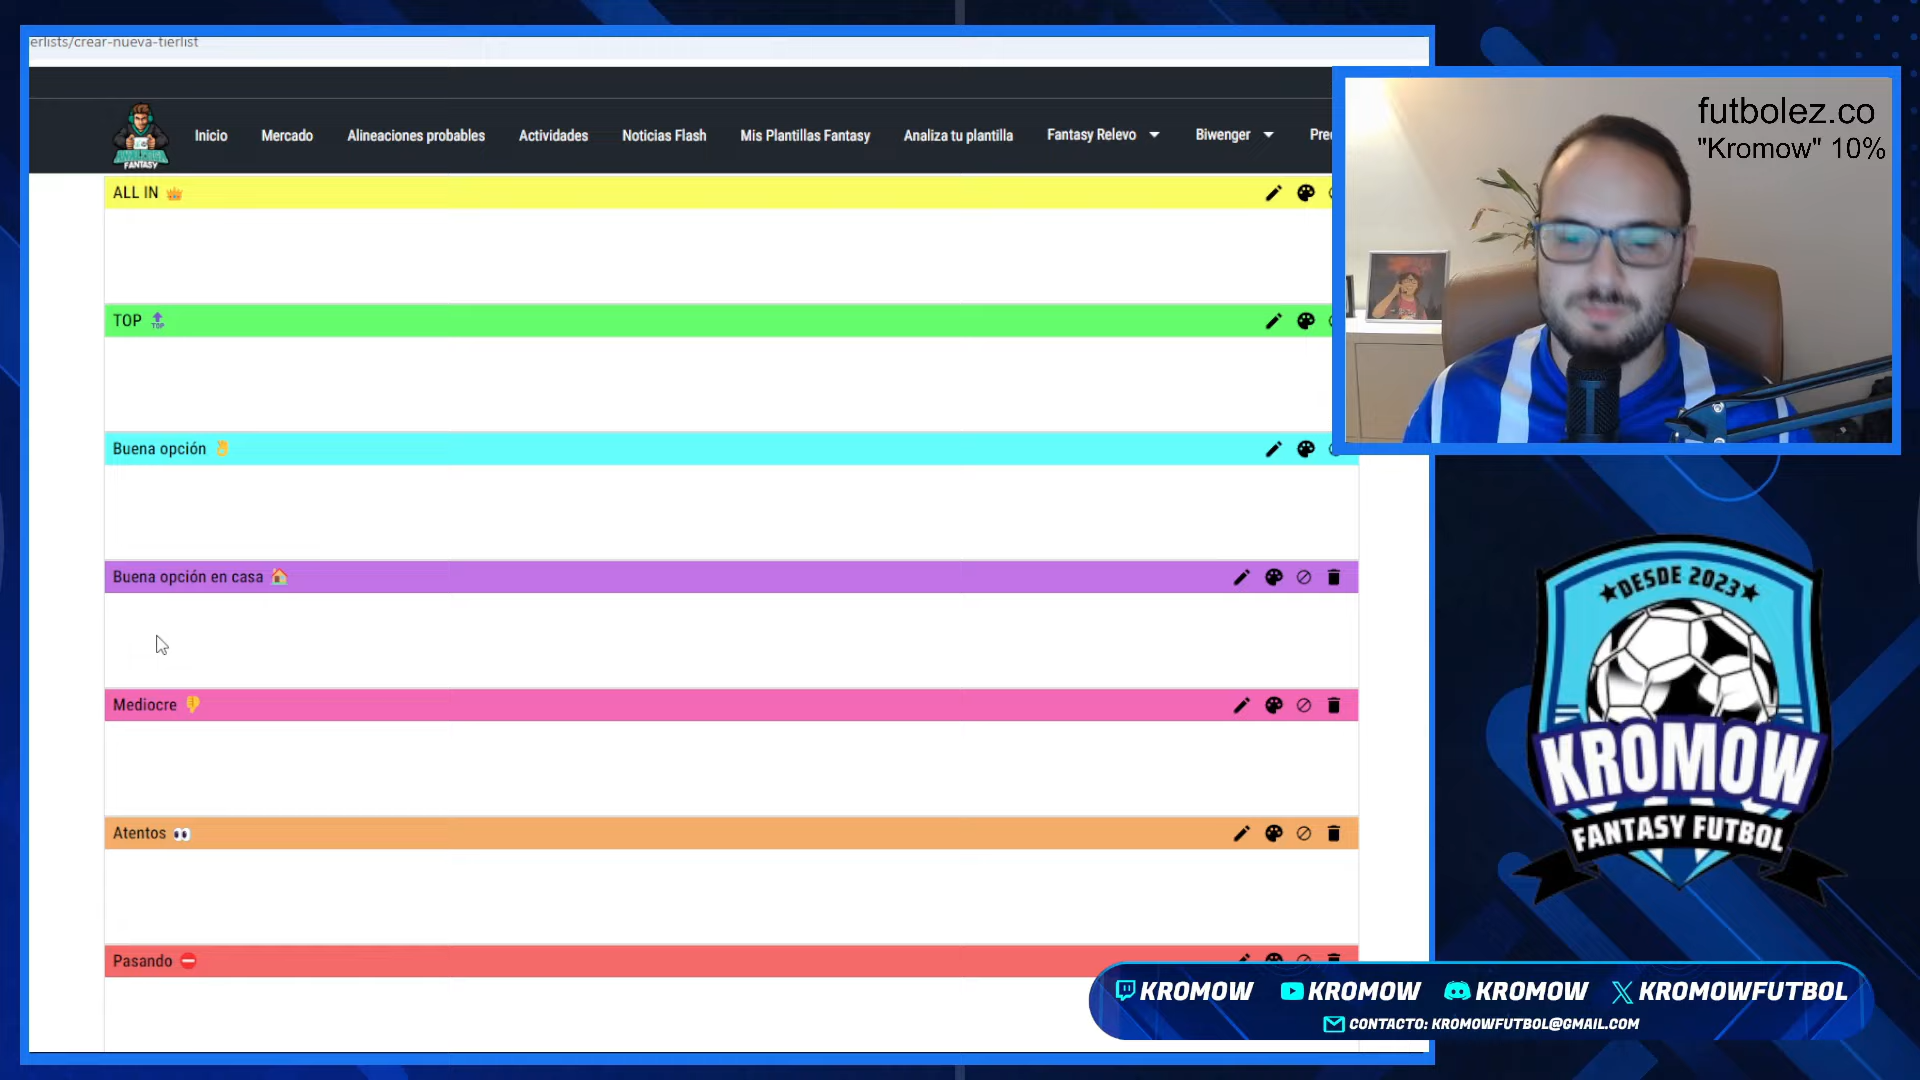 erlists/crear-nueva-tierlist
Inicio
Mercado
Alineaciones probables
Actividades
Noticias Flash
Mis Plantillas Fantasy
Analiza tu plantilla
Fantasy Relevo
Biwenger
FANTASY
ALL IN
TOP
Buena opción
Buena opción en casa
Mediocre
Atentos
Pasando
futbolez.co
"Kromow" 10%
DESDE 2023
KROMOW
FANTASY FUTBOL
KROMOW
KROMOW
KROMOW
KROMOWFUTBOL
CONTACTO: KROMOWFUTBOL@GMAIL.COM